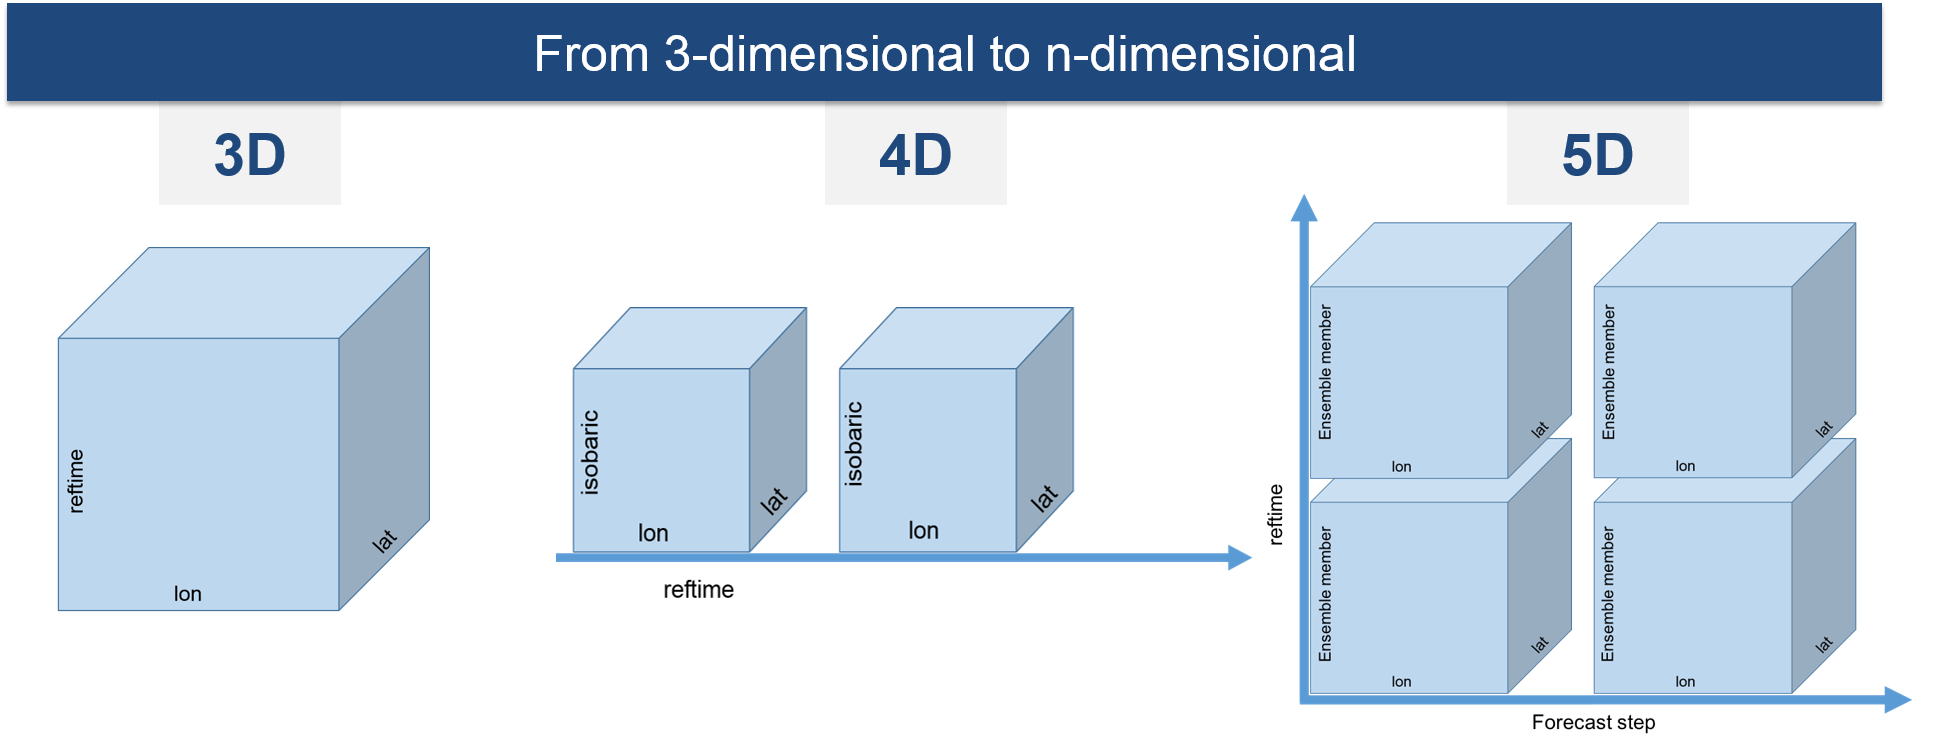 From 3-dimensional to n-dimensional
3D
4D
5D
reftime
lon
lat
isobaric
lon
lat
isobaric
lon
lat
reftime
reftime
Ensemble member
lon
lat
Ensemble member
lon
lat
Ensemble member
lon
lat
Ensemble member
lon
lat
Forecast step